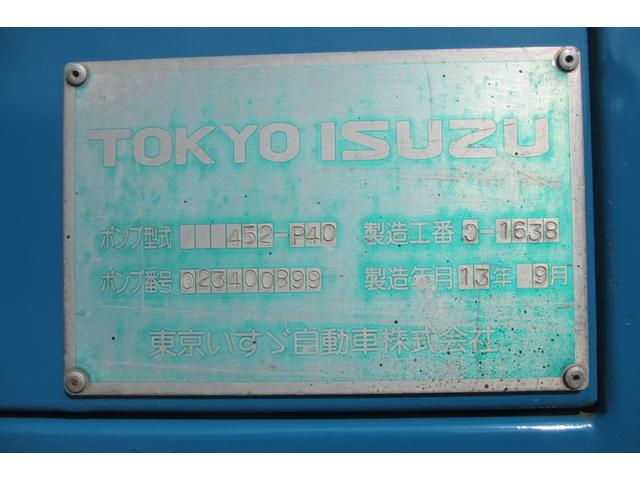 TOKYO ISUZU
ポンプ型式 452-P40 製造工番 J-1638
ポンプ番号 023400899 製造年月 13年 9月
東京いすゞ自動車株式会社